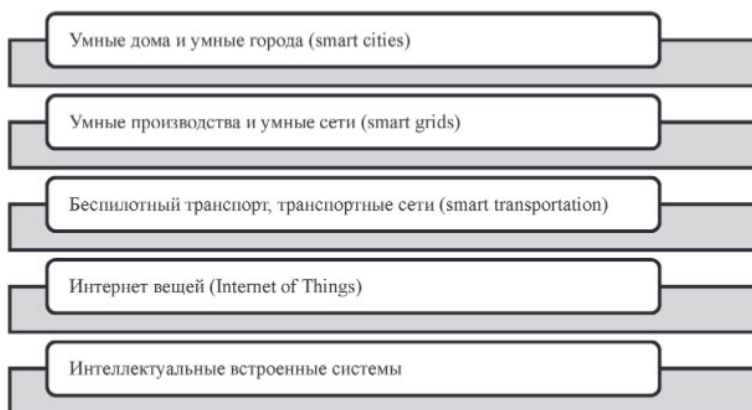 Умные дома и умные города (smart cities)
Умные производства и умные сети (smart grids)
Беспилотный транспорт, транспортные сети (smart transportation)
Интернет вещей (Internet of Things)
Интеллектуальные встроенные системы